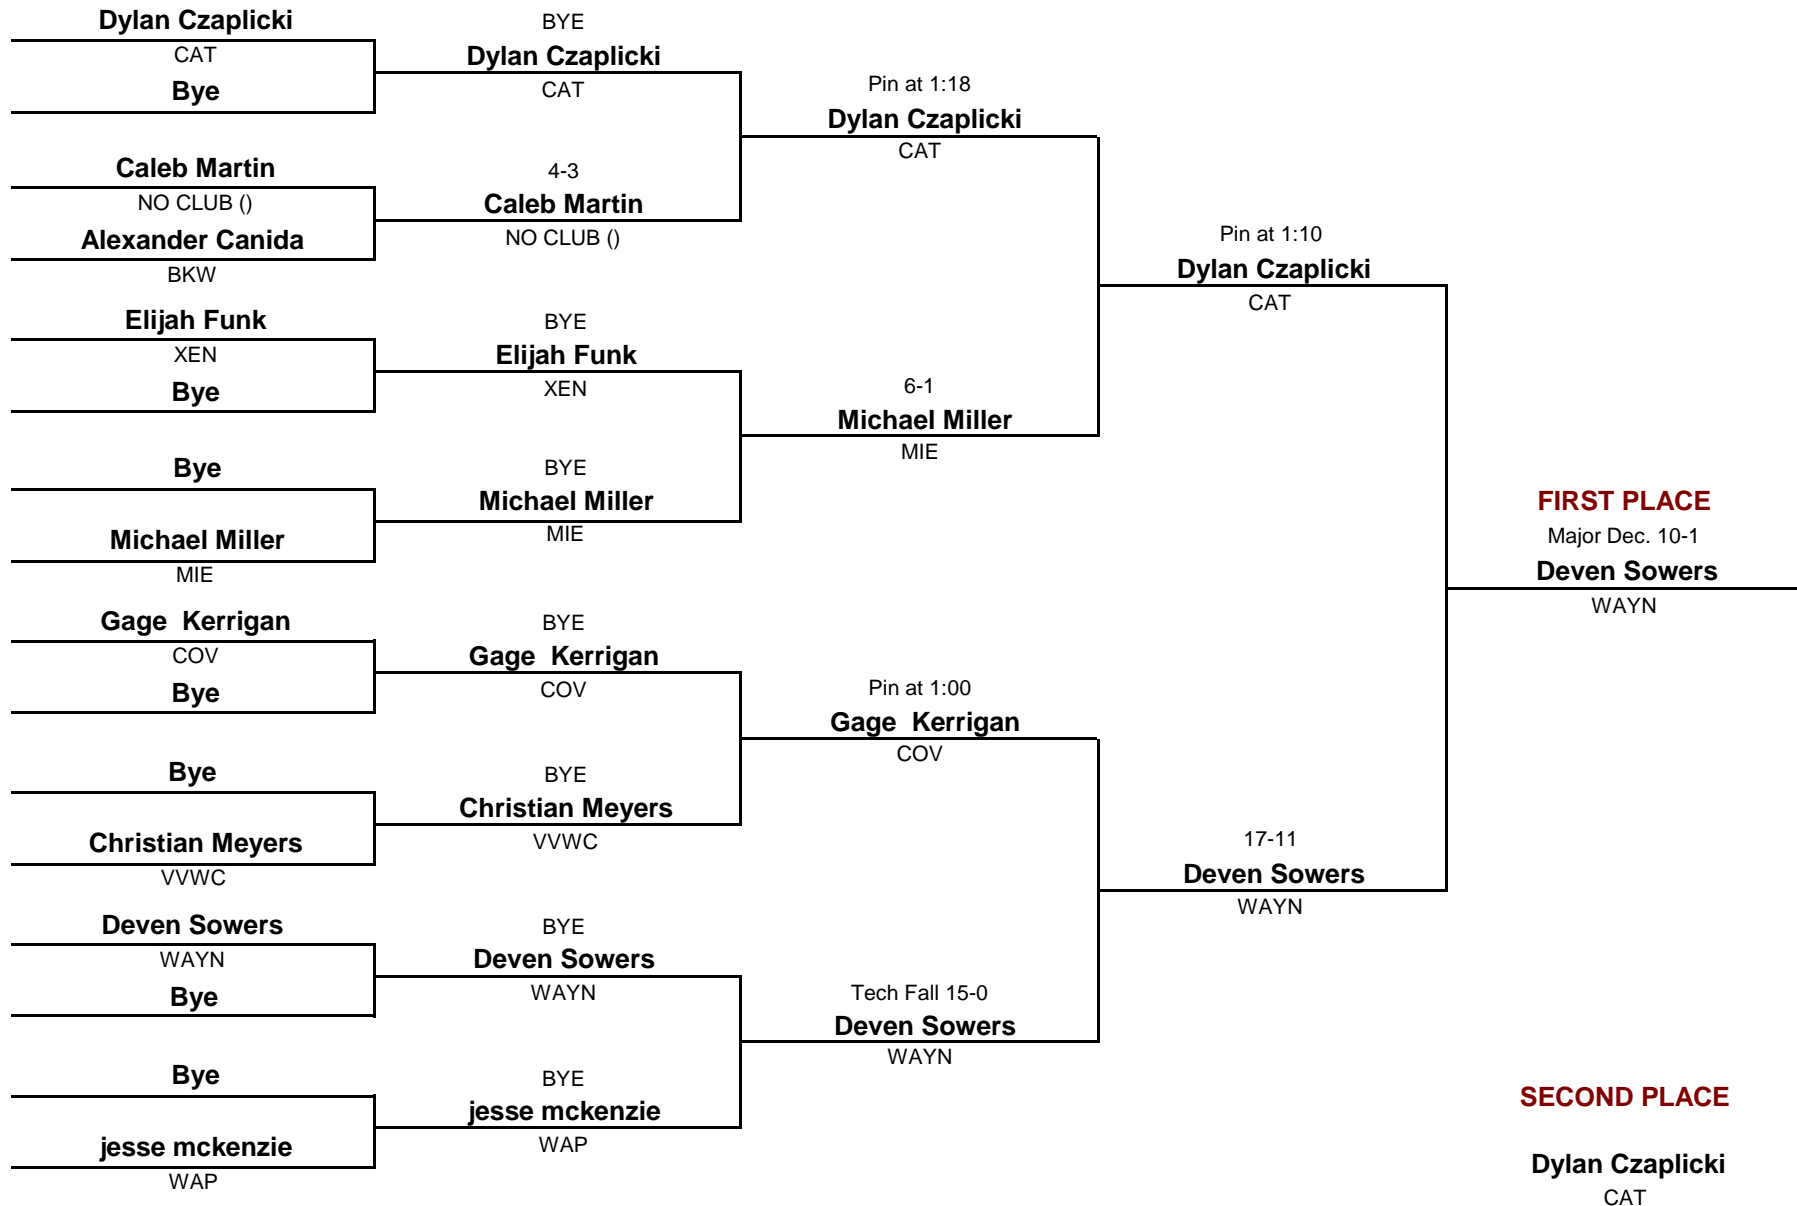 Dylan Czaplicki
CAT
Bye
Caleb Martin
NO CLUB ()
Alexander Canida
BKW
Elijah Funk
XEN
Bye
Bye
Michael Miller
MIE
Gage  Kerrigan
COV
Bye
Bye
Christian Meyers
VVWC
Deven Sowers
WAYN
Bye
Bye
jesse mckenzie
WAP
BYE
Dylan Czaplicki
CAT
4-3
Caleb Martin
NO CLUB ()
BYE
Elijah Funk
XEN
BYE
Michael Miller
MIE
BYE
Gage  Kerrigan
COV
BYE
Christian Meyers
VVWC
BYE
Deven Sowers
WAYN
BYE
jesse mckenzie
WAP
Pin at 1:18
Dylan Czaplicki
CAT
6-1
Michael Miller
MIE
Pin at 1:00
Gage  Kerrigan
COV
Tech Fall 15-0
Deven Sowers
WAYN
Pin at 1:10
Dylan Czaplicki
CAT
17-11
Deven Sowers
WAYN
FIRST PLACE
Major Dec. 10-1
Deven Sowers
WAYN
SECOND PLACE
Dylan Czaplicki
CAT